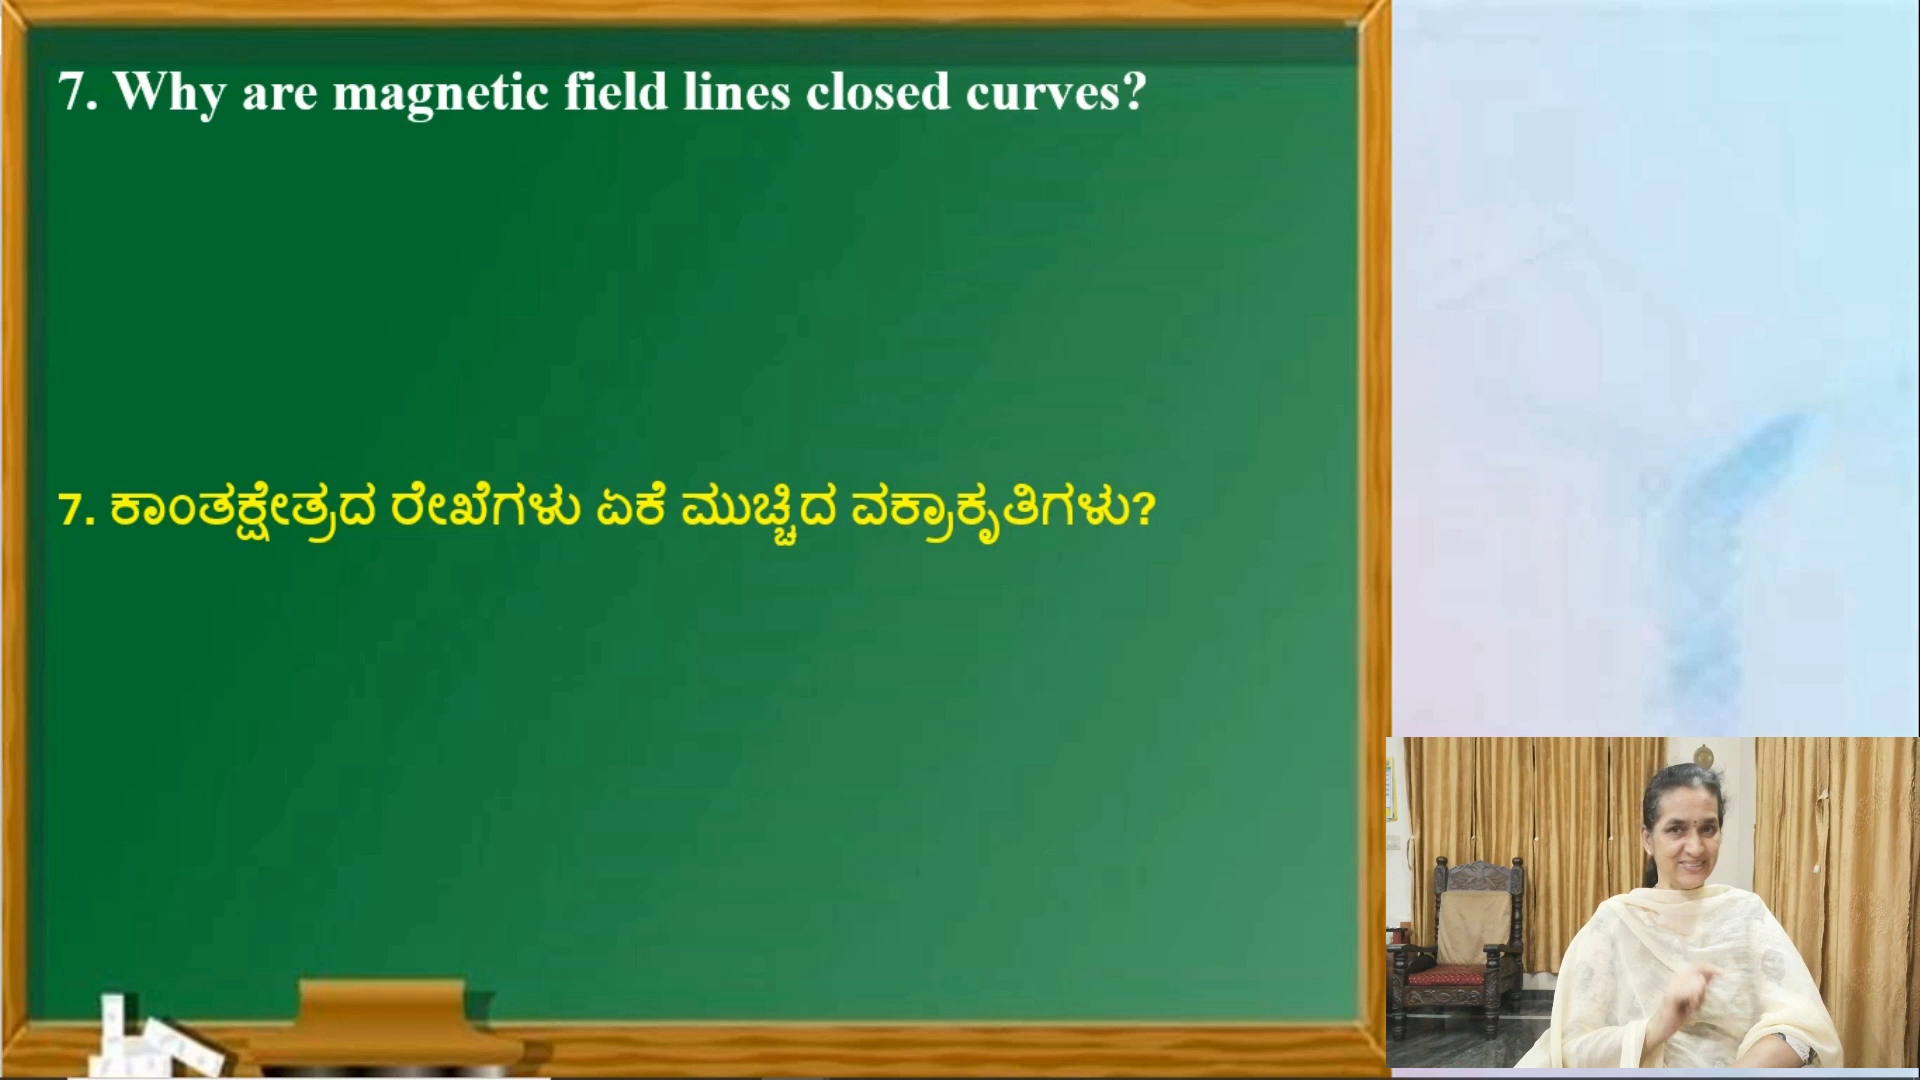 7. Why are magnetic field lines closed curves?
7. ಕಾಂತಕ್ಷೇತ್ರದ ರೇಖೆಗಳು ಏಕೆ ಮುಚ್ಚಿದ ವಕ್ರಾಕೃತಿಗಳು?